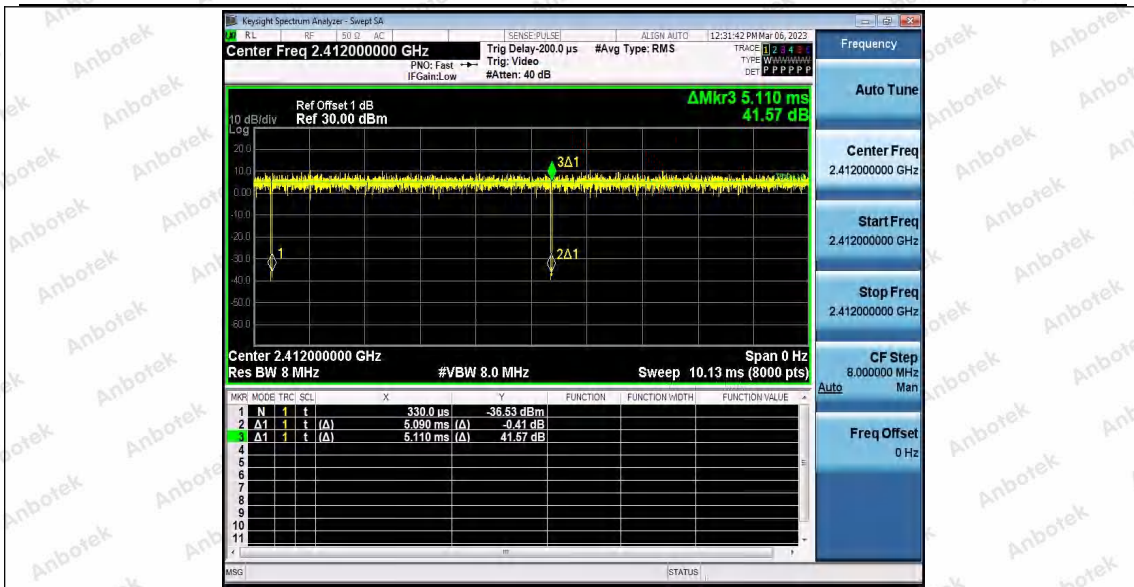 Keysight Spectrum Analyzer - Swept SA
RL RF 50 Ω AC SENSE:PULSE ALIGN AUTO 12:31:42 PM Mar 06, 2023
Center Freq 2.412000000 GHz
PNO: Fast
IFGain:Low
Trig Delay-200.0 µs
Trig: Video
#Atten: 40 dB
#Avg Type: RMS
TRACE 1 2 3 4 5 6
TYPE WWWWWW
DET P P P P P P
Frequency
ΔMkr3 5.110 ms
41.57 dB
Ref Offset 1 dB
10 dB/div Ref 30.00 dBm
Log
20.0
10.0
0.00
-10.0
-20.0
-30.0
-40.0
-50.0
-60.0
3Δ1
1
2Δ1
Center 2.412000000 GHz Span 0 Hz
Res BW 8 MHz #VBW 8.0 MHz Sweep 10.13 ms (8000 pts)
MKR MODE TRC SCL X Y FUNCTION FUNCTION WIDTH FUNCTION VALUE
1 N 1 t 330.0 µs -36.53 dBm
2 Δ1 1 t (Δ) 5.090 ms (Δ) -0.41 dB
3 Δ1 1 t (Δ) 5.110 ms (Δ) 41.57 dB
4
5
6
7
8
9
10
11
MSG STATUS
Auto Tune
Center Freq
2.412000000 GHz
Start Freq
2.412000000 GHz
Stop Freq
2.412000000 GHz
CF Step
8.000000 MHz
Auto Man
Freq Offset
0 Hz
Anbotek